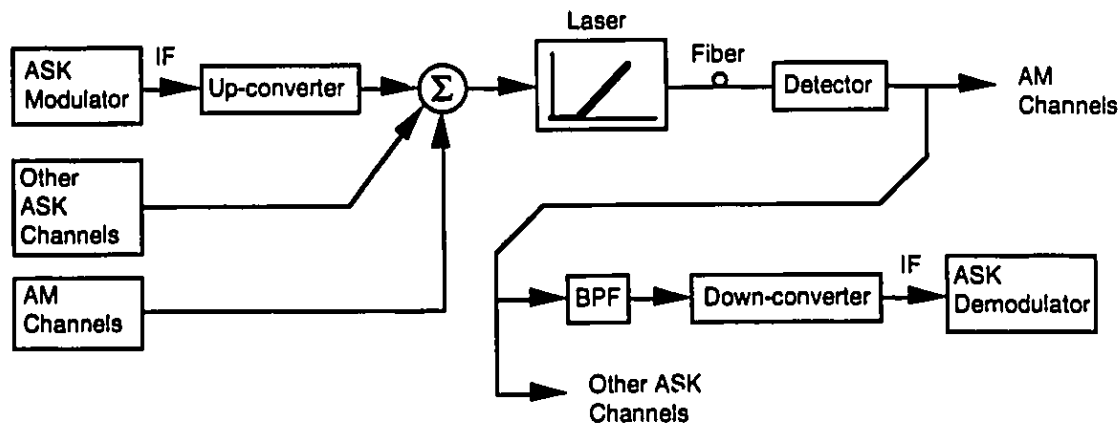 Laser
IF
Fiber
ASK
Modulator
Up-converter
Σ
Detector
AM
Channels
Other
ASK
Channels
AM
Channels
IF
BPF
Down-converter
ASK
Demodulator
Other ASK
Channels